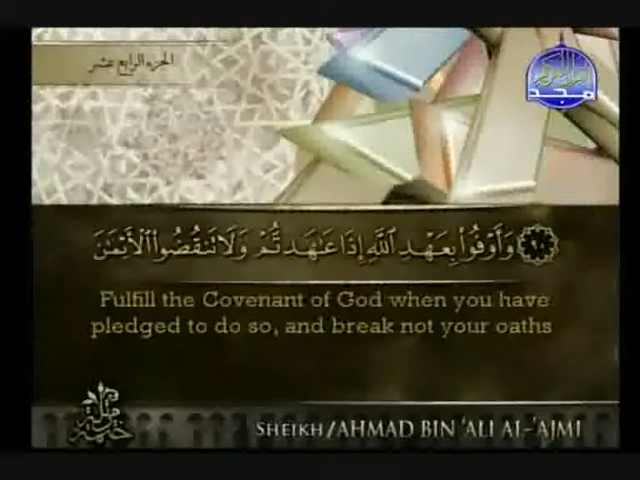 الجزء الرابع عشر
مجد
وَأَوْفُوا۟ بِعَهْدِ ٱللَّهِ إِذَا عَـٰهَدتُّمْ وَلَا تَنقُضُوا۟ ٱلْأَيْمَـٰنَ
Fulfill the Covenant of God when you have
pledged to do so, and break not your oaths
SHEIKH/AHMAD BIN 'ALI AL-'AJMI